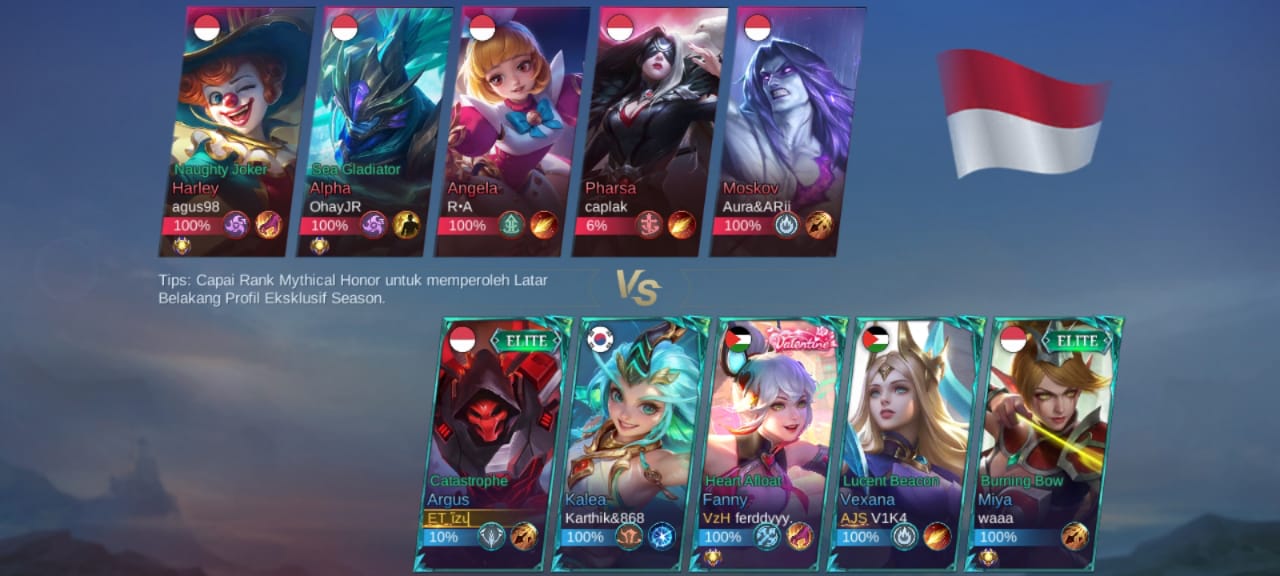 Naughty Joker
Harley
agus98
100%
Sea Gladiator
Alpha
OhayJR
100%
Angela
R•A
100%
Pharsa
caplak
6%
Moskov
Aura&ARii
100%
Tips: Capai Rank Mythical Honor untuk memperoleh Latar
Belakang Profil Eksklusif Season.
VS
ELITE
Catastrophe
Argus
ET īzu
10%
Kalea
Karthik&868
100%
Valentine
Heart Afloat
Fanny
VzH ferddyyy.
100%
Lucent Beacon
Vexana
AJS V1K4
100%
ELITE
Burning Bow
Miya
waaa
100%